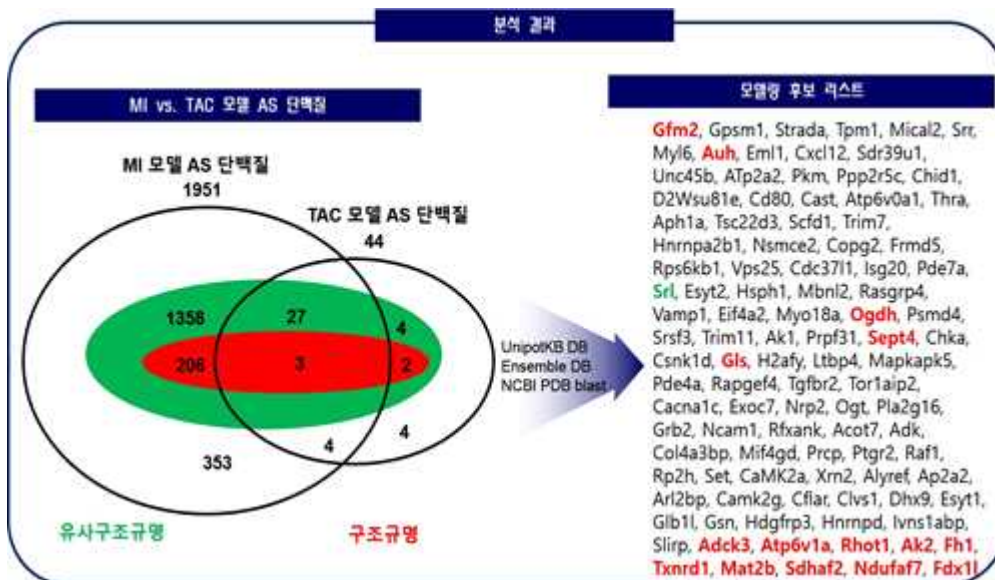 분석 결과
MI vs. TAC 모델 AS 단백질
MI 모델 AS 단백질
1951
TAC 모델 AS 단백질
44
1358
27
4
206
3
2
4
4
353
유사구조규명
구조규명
UnipotKB DB
Ensemble DB
NCBI PDB blast
모델링 후보 리스트
Gfm2, Gpsm1, Strada, Tpm1, Mical2, Srr,
Myl6, Auh, Eml1, Cxcl12, Sdr39u1,
Unc45b, ATp2a2, Pkm, Ppp2r5c, Chid1,
D2Wsu81e, Cd80, Cast, Atp6v0a1, Thra,
Aph1a, Tsc22d3, Scfd1, Trim7,
Hnrnpa2b1, Nsmce2, Copg2, Frmd5,
Rps6kb1, Vps25, Cdc37l1, Isg20, Pde7a,
Srl, Esyt2, Hsph1, Mbnl2, Rasgrp4,
Vamp1, Eif4a2, Myo18a, Ogdh, Psmd4,
Srsf3, Trim11, Ak1, Prpf31, Sept4, Chka,
Csnk1d, Gls, H2afy, Ltbp4, Mapkapk5,
Pde4a, Rapgef4, Tgfbr2, Tor1aip2,
Cacna1c, Exoc7, Nrp2, Ogt, Pla2g16,
Grb2, Ncam1, Rfxank, Acot7, Adk,
Col4a3bp, Mif4gd, Prcp, Ptgr2, Raf1,
Rp2h, Set, CaMK2a, Xrn2, Alyref, Ap2a2,
Arl2bp, Camk2g, Cflar, Clvs1, Dhx9, Esyt1,
Glb1l, Gsn, Hdgfrp3, Hnrnpd, Ivns1abp,
Slirp, Adck3, Atp6v1a, Rhot1, Ak2, Fh1,
Txnrd1, Mat2b, Sdhaf2, Ndufaf7, Fdx1l